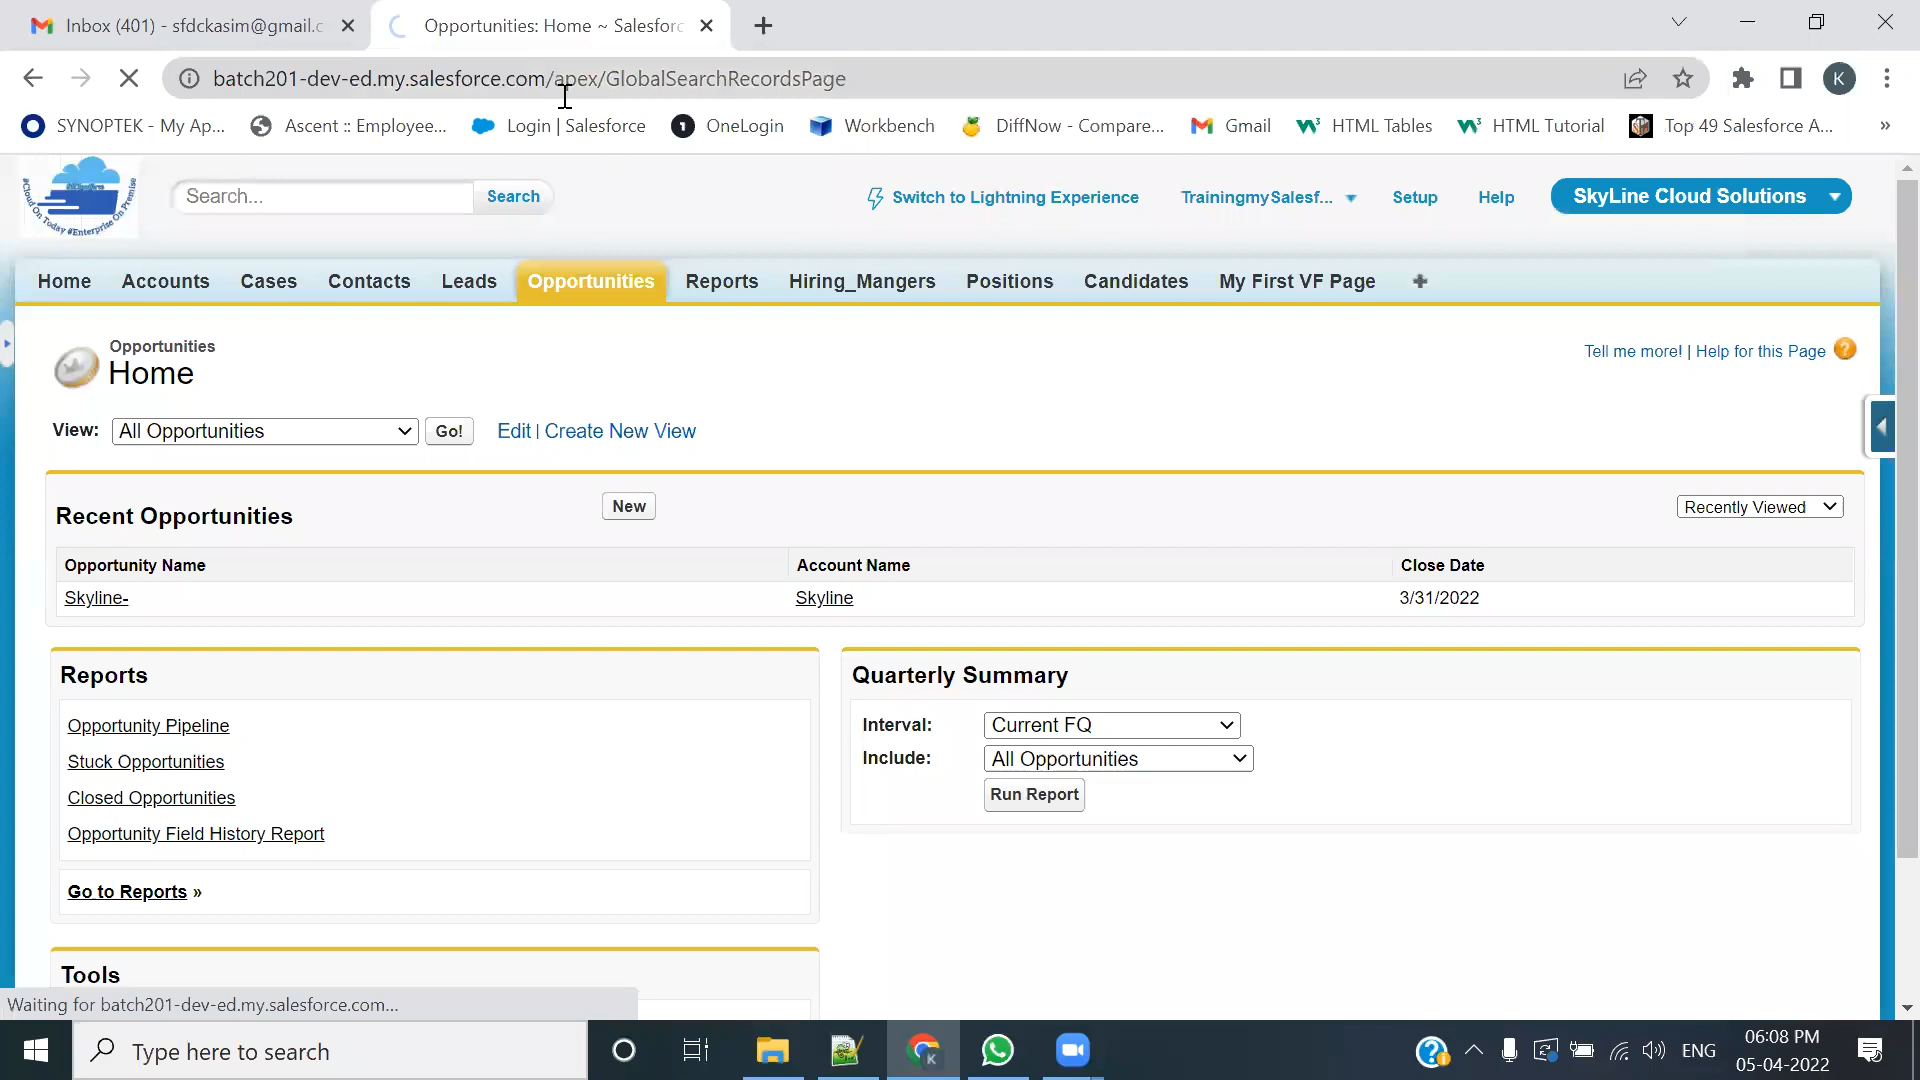 Inbox (401) - sfdckasim@gmail.c
Opportunities: Home ~ Salesforc
batch201-dev-ed.my.salesforce.com/apex/GlobalSearchRecordsPage
K
SYNOPTEK - My Ap...
Ascent :: Employee...
Login | Salesforce
OneLogin
Workbench
DiffNow - Compare...
Gmail
HTML Tables
HTML Tutorial
Top 49 Salesforce A...
»
#Cloud On Today #Enterprise On Premise
Search...
Search
Switch to Lightning Experience
TrainingmySalesf...
Setup
Help
SkyLine Cloud Solutions
Home
Accounts
Cases
Contacts
Leads
Opportunities
Reports
Hiring_Mangers
Positions
Candidates
My First VF Page
Opportunities
Home
Tell me more! | Help for this Page
View:
All Opportunities
Go!
Edit | Create New View
Recent Opportunities
New
Recently Viewed
Opportunity Name
Account Name
Close Date
Skyline-
Skyline
3/31/2022
Reports
Opportunity Pipeline
Stuck Opportunities
Closed Opportunities
Opportunity Field History Report
Go to Reports »
Quarterly Summary
Interval:
Current FQ
Include:
All Opportunities
Run Report
Tools
Waiting for batch201-dev-ed.my.salesforce.com...
Type here to search
K
ENG
06:08 PM
05-04-2022